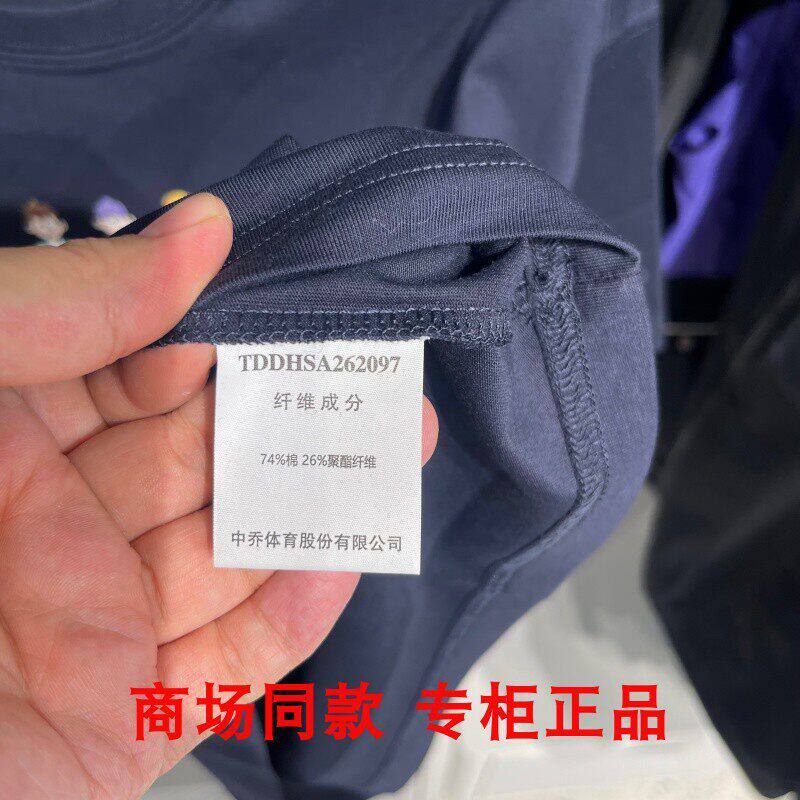 TDDHSA262097
纤维成分
74%棉 26%聚酯纤维
中乔体育股份有限公司
商场同款 专柜正品